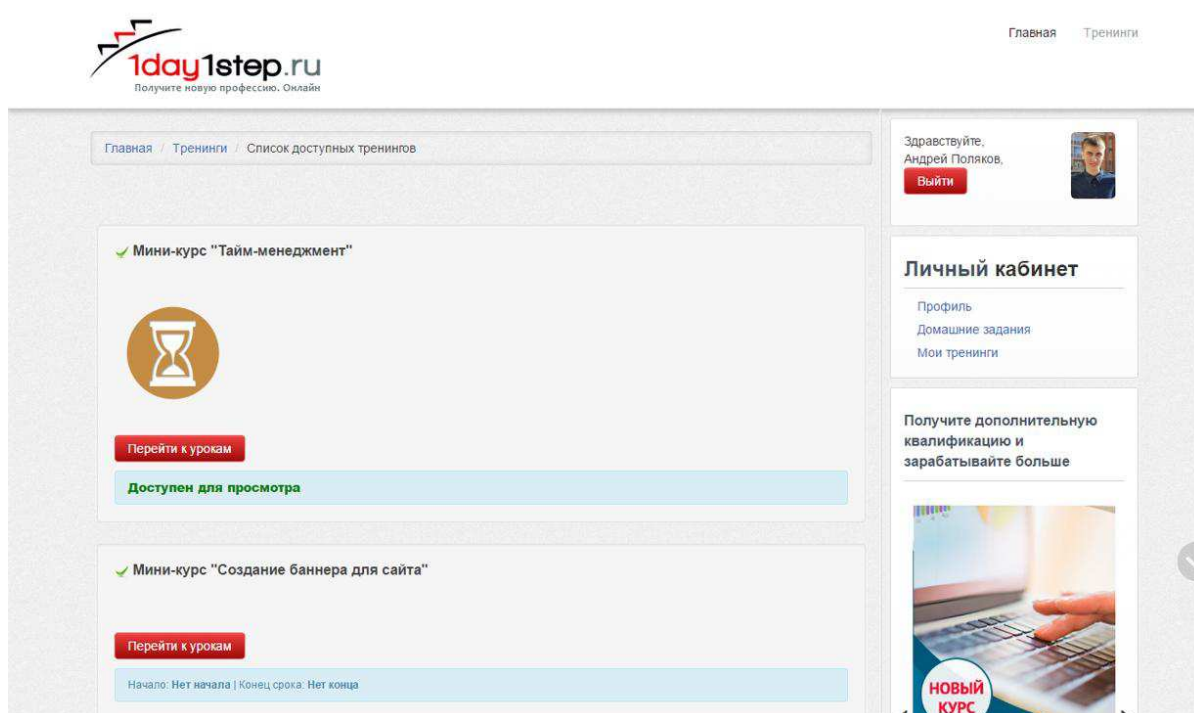 1day1step.ru
Получите новую профессию. Онлайн
Главная Тренинги
Главная / Тренинги / Список доступных тренингов
Здравствуйте,
Андрей Поляков,
Выйти
Мини-курс "Тайм-менеджмент"
Перейти к урокам
Доступен для просмотра
Мини-курс "Создание баннера для сайта"
Перейти к урокам
Начало: Нет начала | Конец срока: Нет конца
Личный кабинет
Профиль
Домашние задания
Мои тренинги
Получите дополнительную
квалификацию и
зарабатывайте больше
НОВЫЙ
КУРС